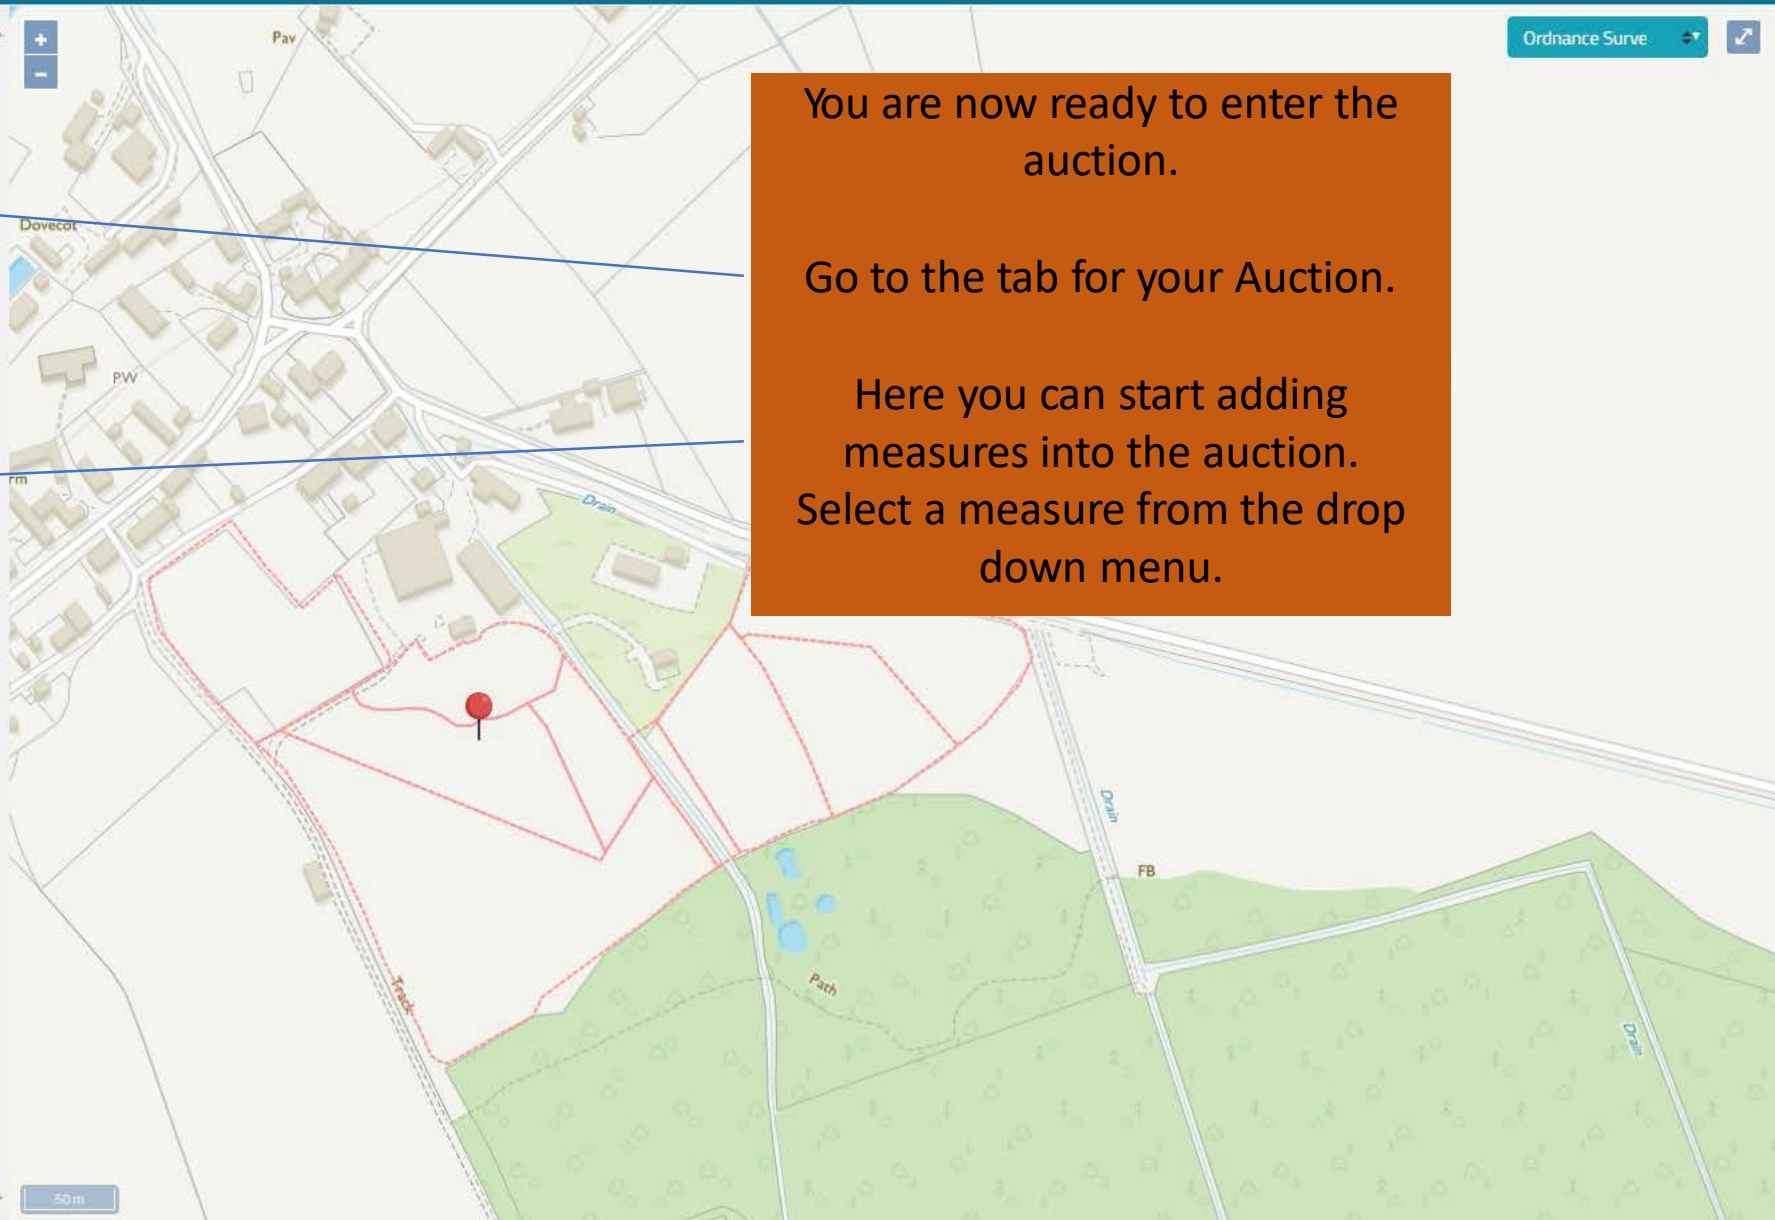 +
Pav
Ordnance Surve
-
You are now ready to enter the
auction.
Dovecot
Go to the tab for your Auction.
PW
Here you can start adding
measures into the auction.
rm
Select a measure from the drop
Drain
down menu.
Drain
FB
Path
Track
Drain
50 m